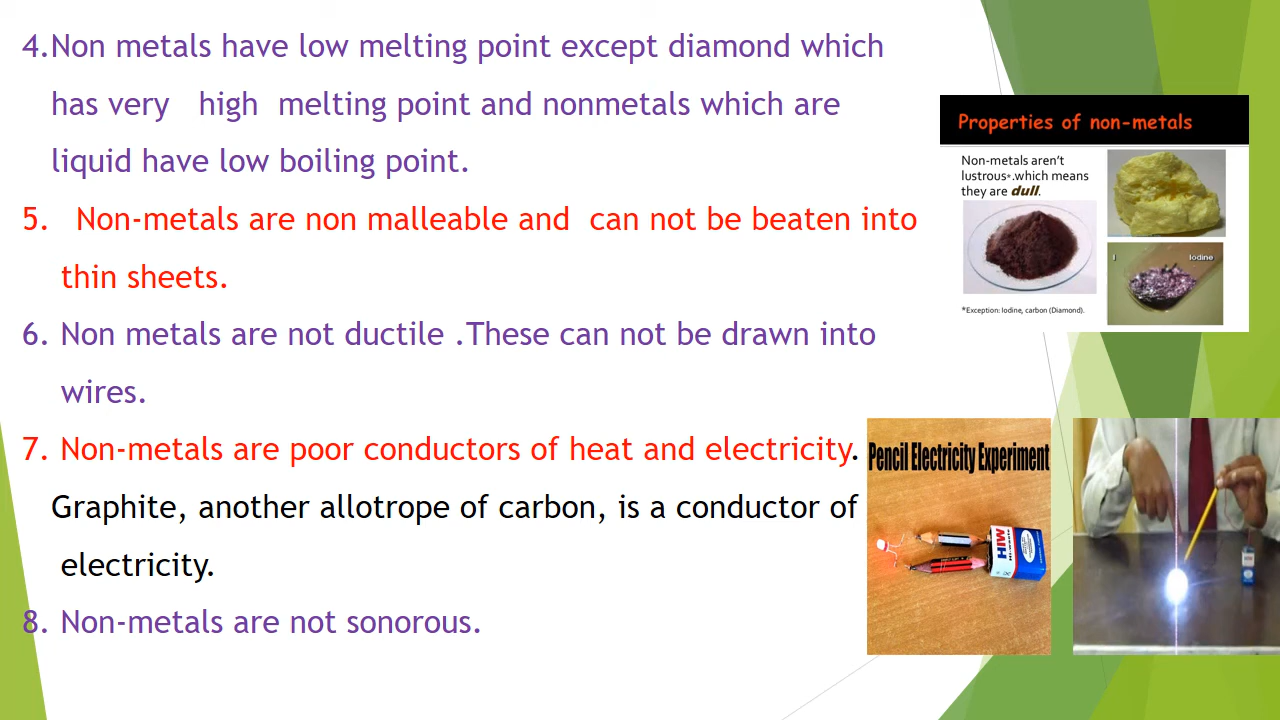 4.Non metals have low melting point except diamond which
has very high melting point and nonmetals which are
liquid have low boiling point.
5. Non-metals are non malleable and can not be beaten into
thin sheets.
6. Non metals are not ductile .These can not be drawn into
wires.
7. Non-metals are poor conductors of heat and electricity.
Graphite, another allotrope of carbon, is a conductor of
electricity.
8. Non-metals are not sonorous.
Properties of non-metals
Non-metals aren't
lustrous*.which means
they are dull.
I Iodine
*Exception: Iodine, carbon (Diamond).
Pencil Electricity Experiment
HIW